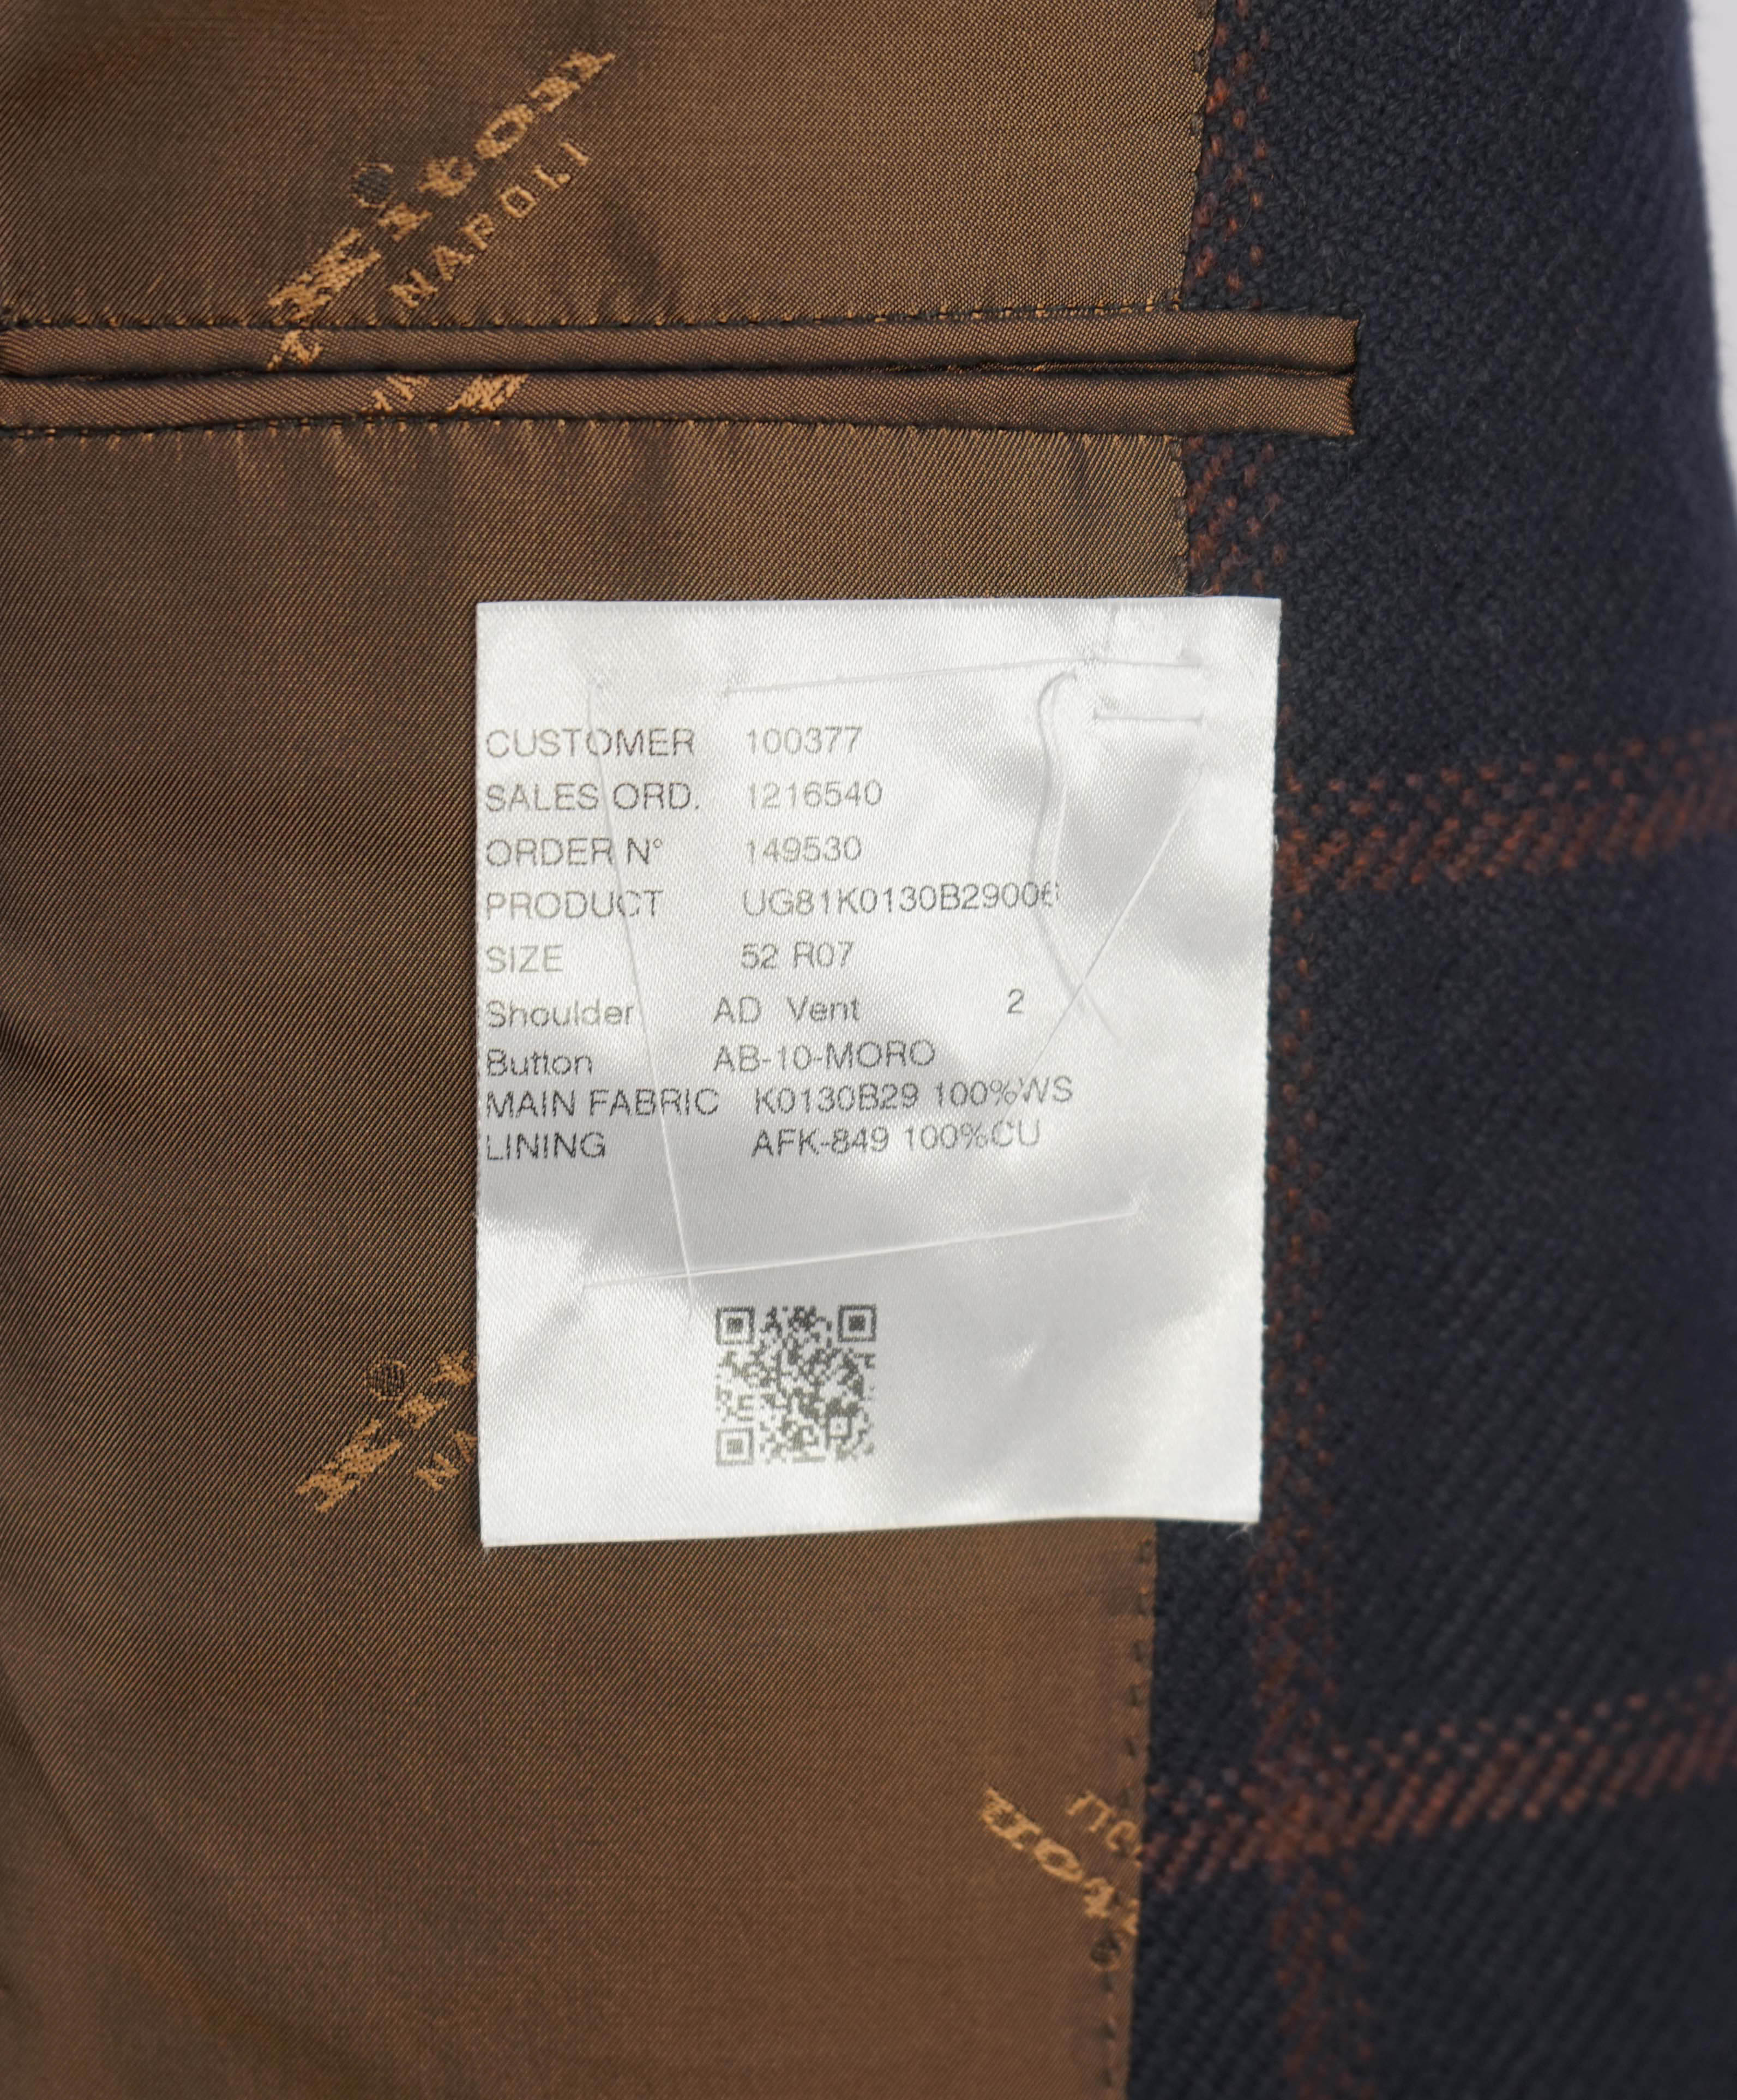 NAPOLI
CUSTOMER 100377
SALES ORD. 1216540
ORDER N° 149530
PRODUCT UG81K0130B29006
SIZE 52 R07
Shoulder AD Vent 2
Button AB-10-MORO
MAIN FABRIC K0130B29 100%WS
LINING AFK-849 100%CU
NA